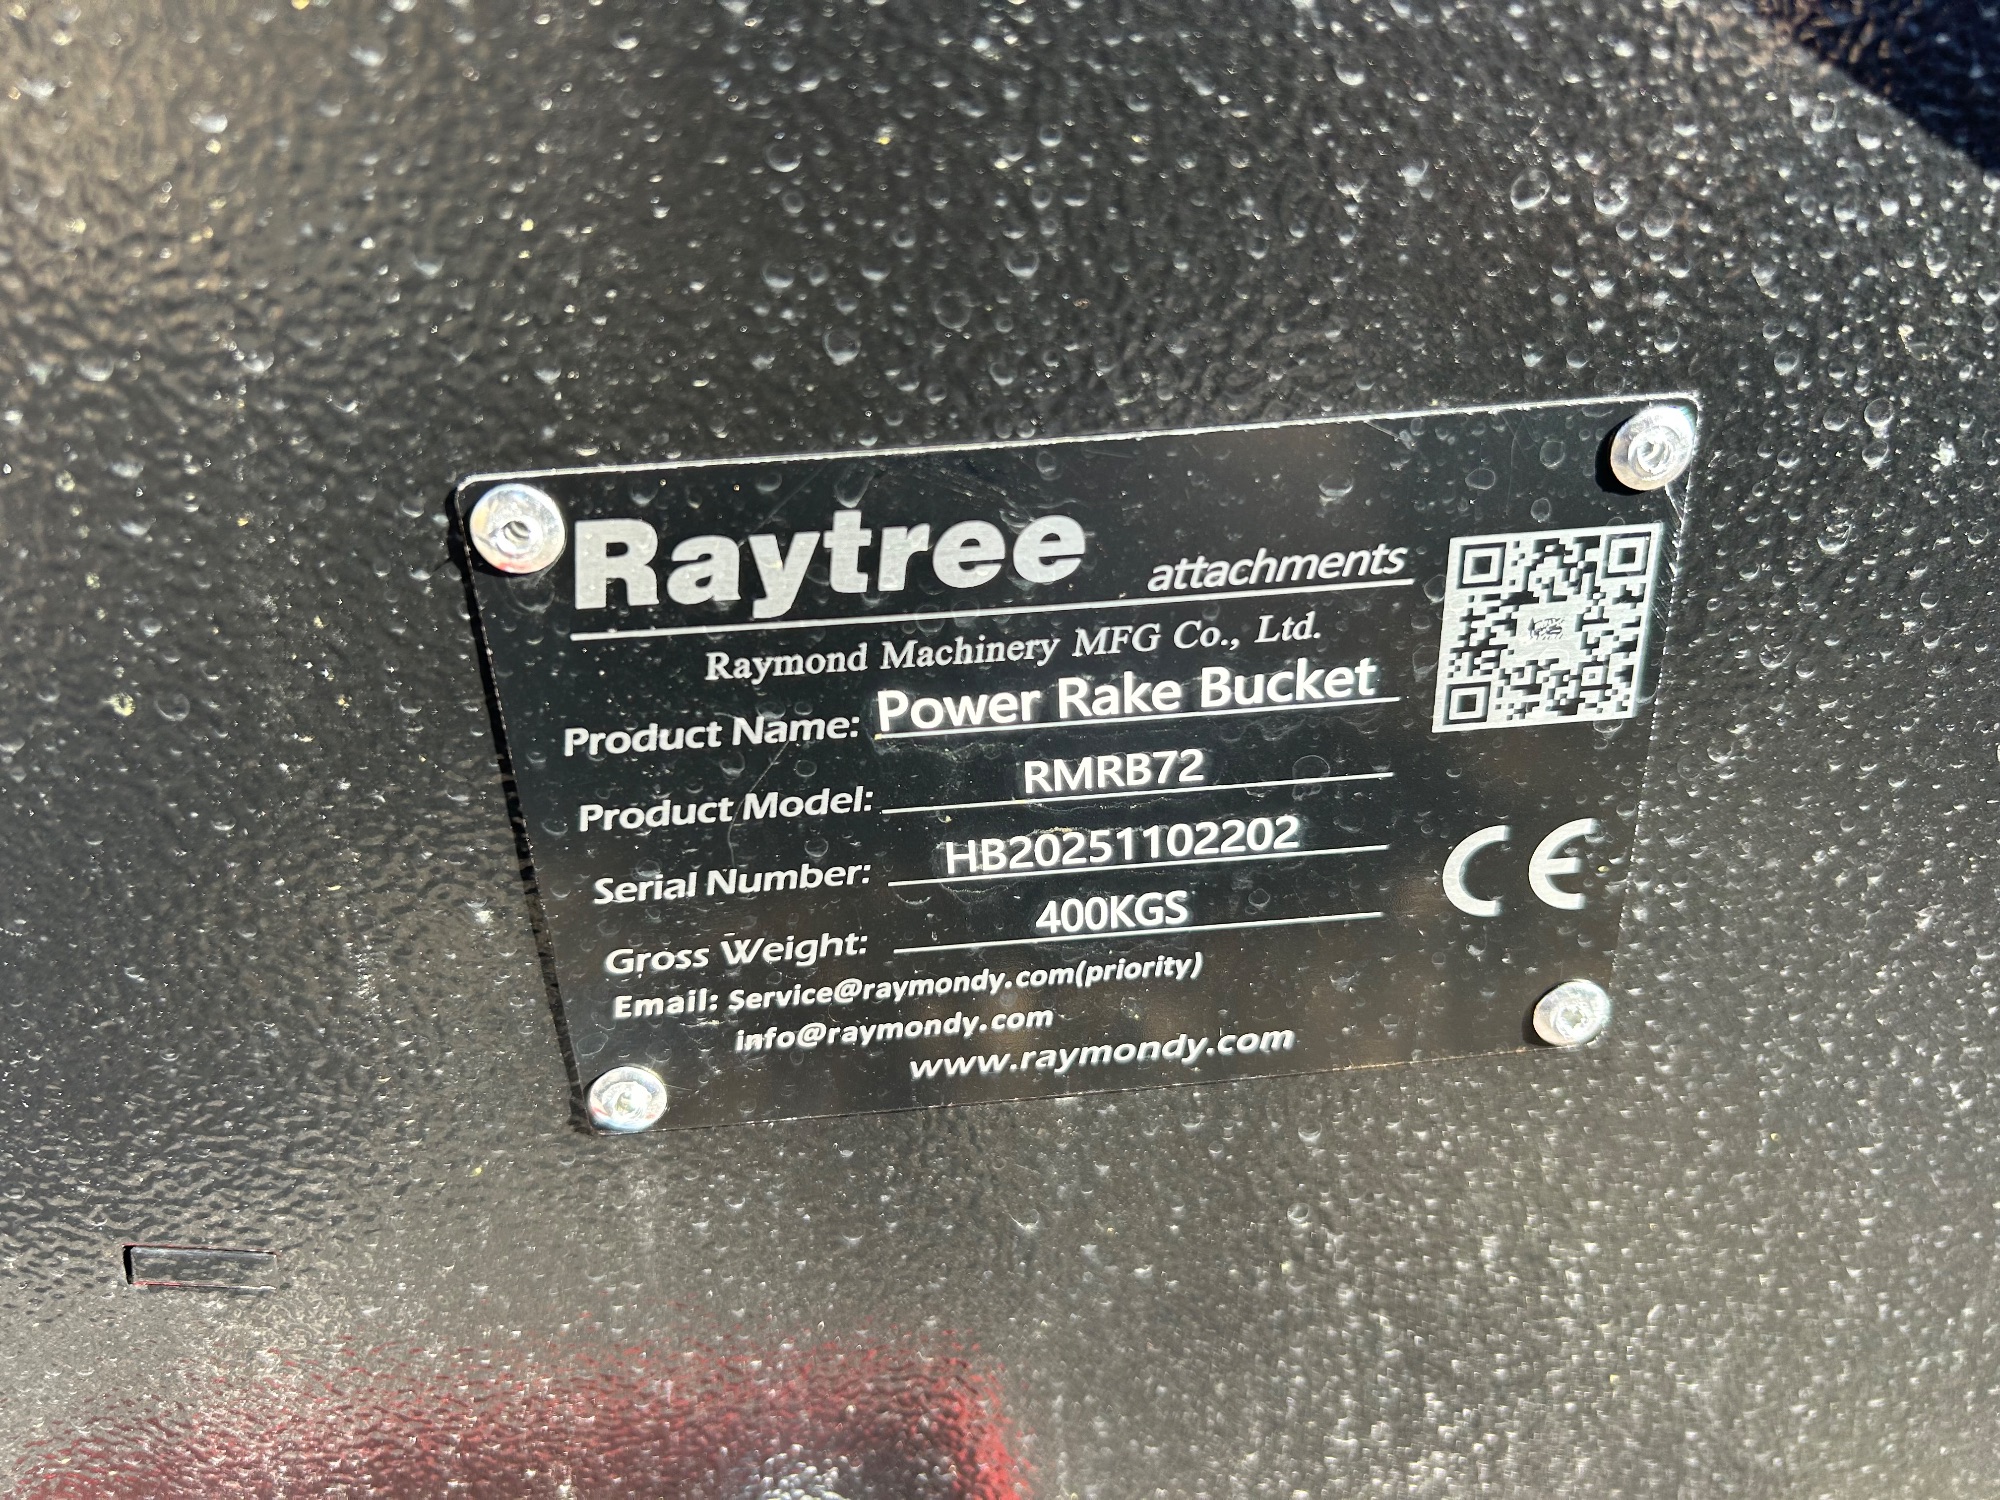 Raytree attachments
Raymond Machinery MFG Co., Ltd.
Product Name: Power Rake Bucket
Product Model: RMRB72
Serial Number: HB20251102202
Gross Weight: 400KGS
Email: Service@raymondy.com(priority)
info@raymondy.com
www.raymondy.com
CE